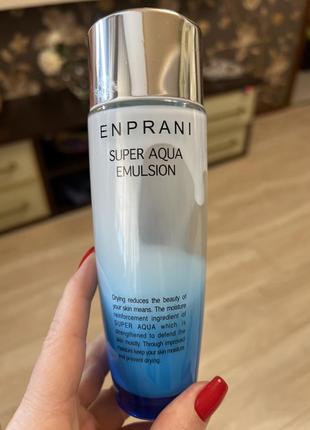 ENPRANI
SUPER AQUA
EMULSION
Drying reduces the beauty of
your skin means. The moisture
reinforcement ingredient of
SUPER AQUA which is
strengthened to defend the
skin moistly. Through improved
moisture keep your skin moisture
and prevent drying.